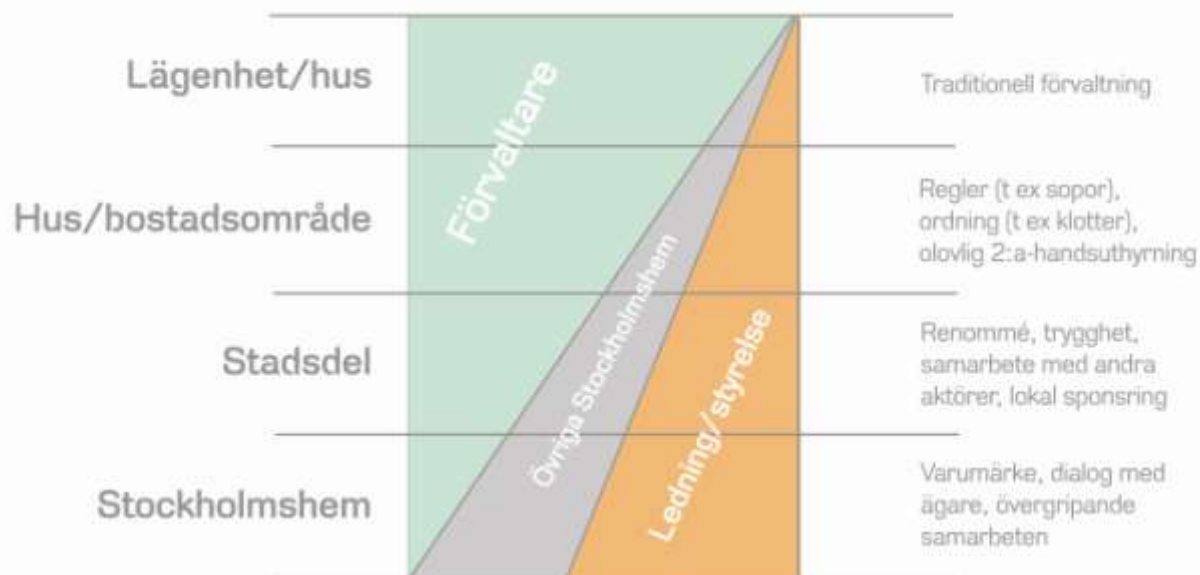 Lägenhet/hus
Förvaltare
Traditionell förvaltning
Hus/bostadsområde
Regler (t ex sopor),
ordning (t ex klotter),
olovlig 2:a-handsuthyrning
Övriga Stockholmshem
Stadsdel
Ledning/styrelse
Renommé, trygghet,
samarbete med andra
aktörer, lokal sponsring
Stockholmshem
Varumärke, dialog med
ägare, övergripande
samarbeten